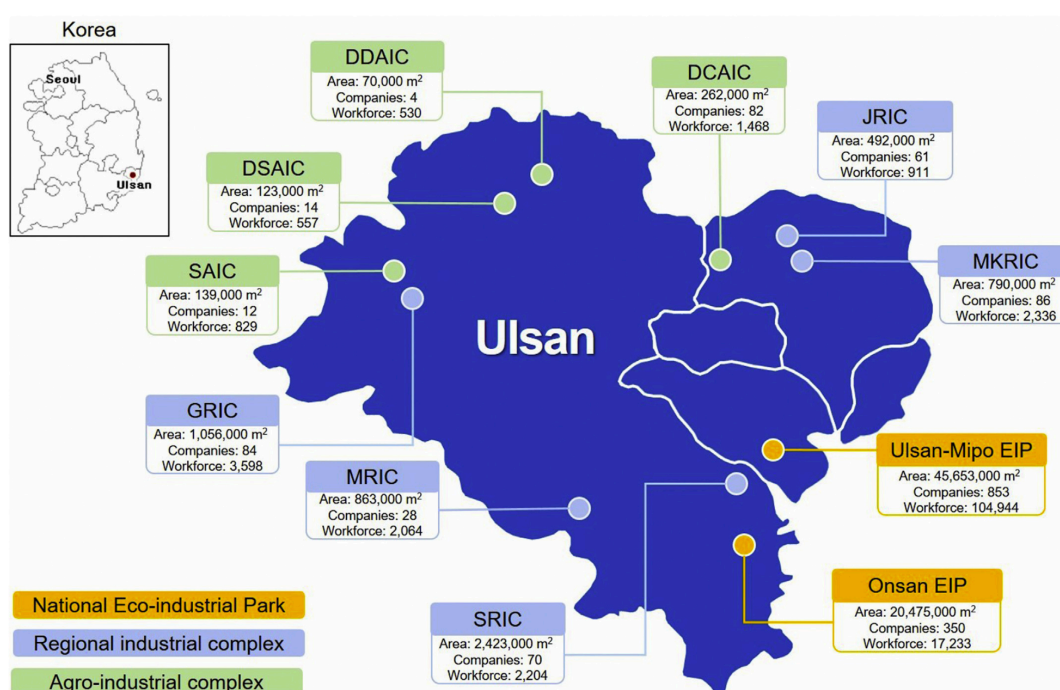 Korea
Seoul
Ulsan
DDAIC
Area: 70,000 m²
Companies: 4
Workforce: 530
DCAIC
Area: 262,000 m²
Companies: 82
Workforce: 1,468
JRIC
Area: 492,000 m²
Companies: 61
Workforce: 911
DSAIC
Area: 123,000 m²
Companies: 14
Workforce: 557
SAIC
Area: 139,000 m²
Companies: 12
Workforce: 829
MKRIC
Area: 790,000 m²
Companies: 86
Workforce: 2,336
Ulsan
GRIC
Area: 1,056,000 m²
Companies: 84
Workforce: 3,598
MRIC
Area: 863,000 m²
Companies: 28
Workforce: 2,064
Ulsan-Mipo EIP
Area: 45,653,000 m²
Companies: 853
Workforce: 104,944
Onsan EIP
Area: 20,475,000 m²
Companies: 350
Workforce: 17,233
SRIC
Area: 2,423,000 m²
Companies: 70
Workforce: 2,204
National Eco-industrial Park
Regional industrial complex
Agro-industrial complex